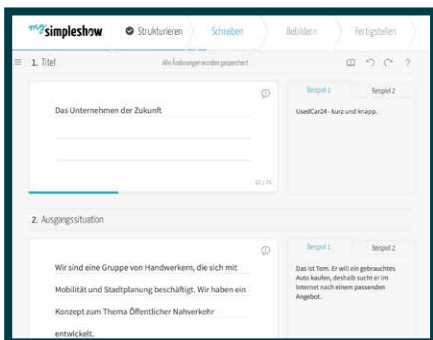 mysimpleshow
Strukturieren
Schreiben
Bebildern
Fertigstellen
1. Titel
Alle Änderungen wurden gespeichert
?
Das Unternehmen der Zukunft
Beispiel 1
Beispiel 2
UsedCar24 - kurz und knapp.
2. Ausgangssituation
Wir sind eine Gruppe von Handwerkern, die sich mit
Mobilität und Stadtplanung beschäftigt. Wir haben ein
Konzept zum Thema Öffentlicher Nahverkehr
entwickelt.
Beispiel 1
Beispiel 2
Das ist Tom. Er will ein gebrauchtes
Auto kaufen, deshalb sucht er im
Internet nach einem passenden
Angebot.